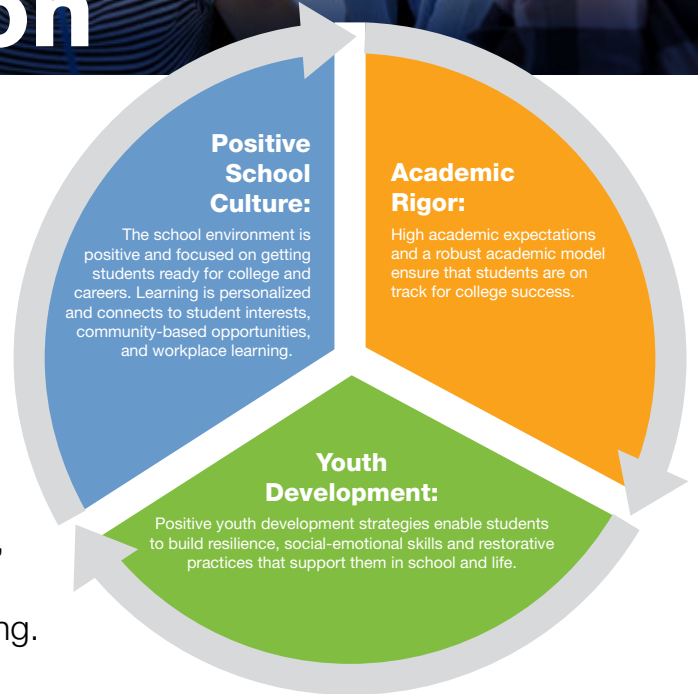 on
Positive
School
Culture:
The school environment is
positive and focused on getting
students ready for college and
careers. Learning is personalized
and connects to student interests,
community-based opportunities,
and workplace learning.
Academic
Rigor:
High academic expectations
and a robust academic model
ensure that students are on
track for college success.
Youth
Development:
Positive youth development strategies enable students
to build resilience, social-emotional skills and restorative
practices that support them in school and life.
,
ng.